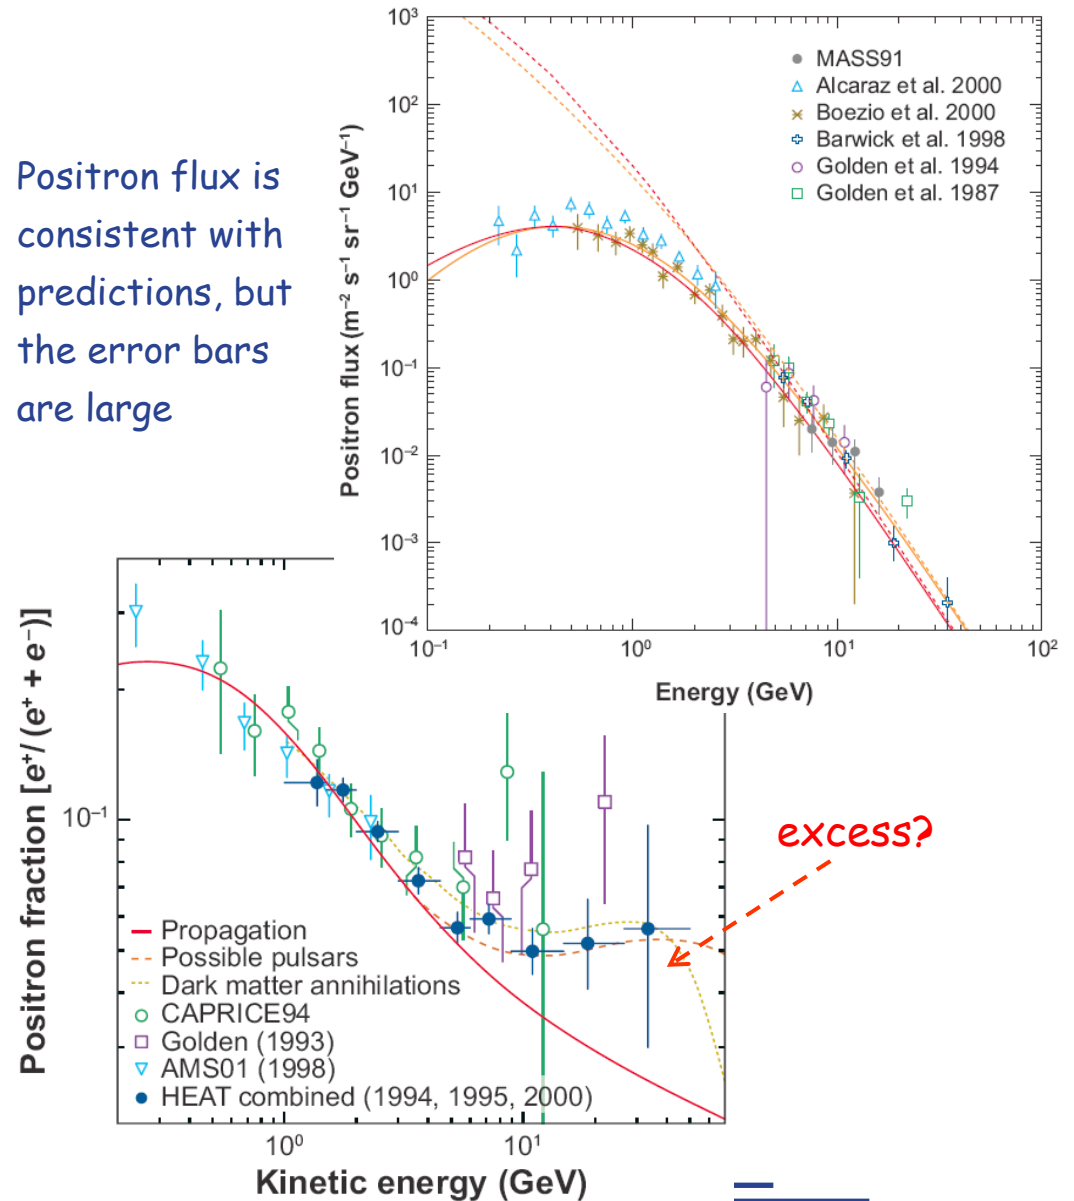 Positron flux is
consistent with
predictions, but
the error bars
are large
Positron flux (m⁻² s⁻¹ sr⁻¹ GeV⁻¹)
10³
10²
10¹
10⁰
10⁻¹
10⁻²
10⁻³
10⁻⁴
MASS91
Alcaraz et al. 2000
Boezio et al. 2000
Barwick et al. 1998
Golden et al. 1994
Golden et al. 1987
10⁻¹ 10⁰ 10¹ 10²
Energy (GeV)
Positron fraction [e⁺/(e⁺ + e⁻)]
10⁻¹
excess?
Propagation
Possible pulsars
Dark matter annihilations
CAPRICE94
Golden (1993)
AMS01 (1998)
HEAT combined (1994, 1995, 2000)
10⁰ 10¹
Kinetic energy (GeV)